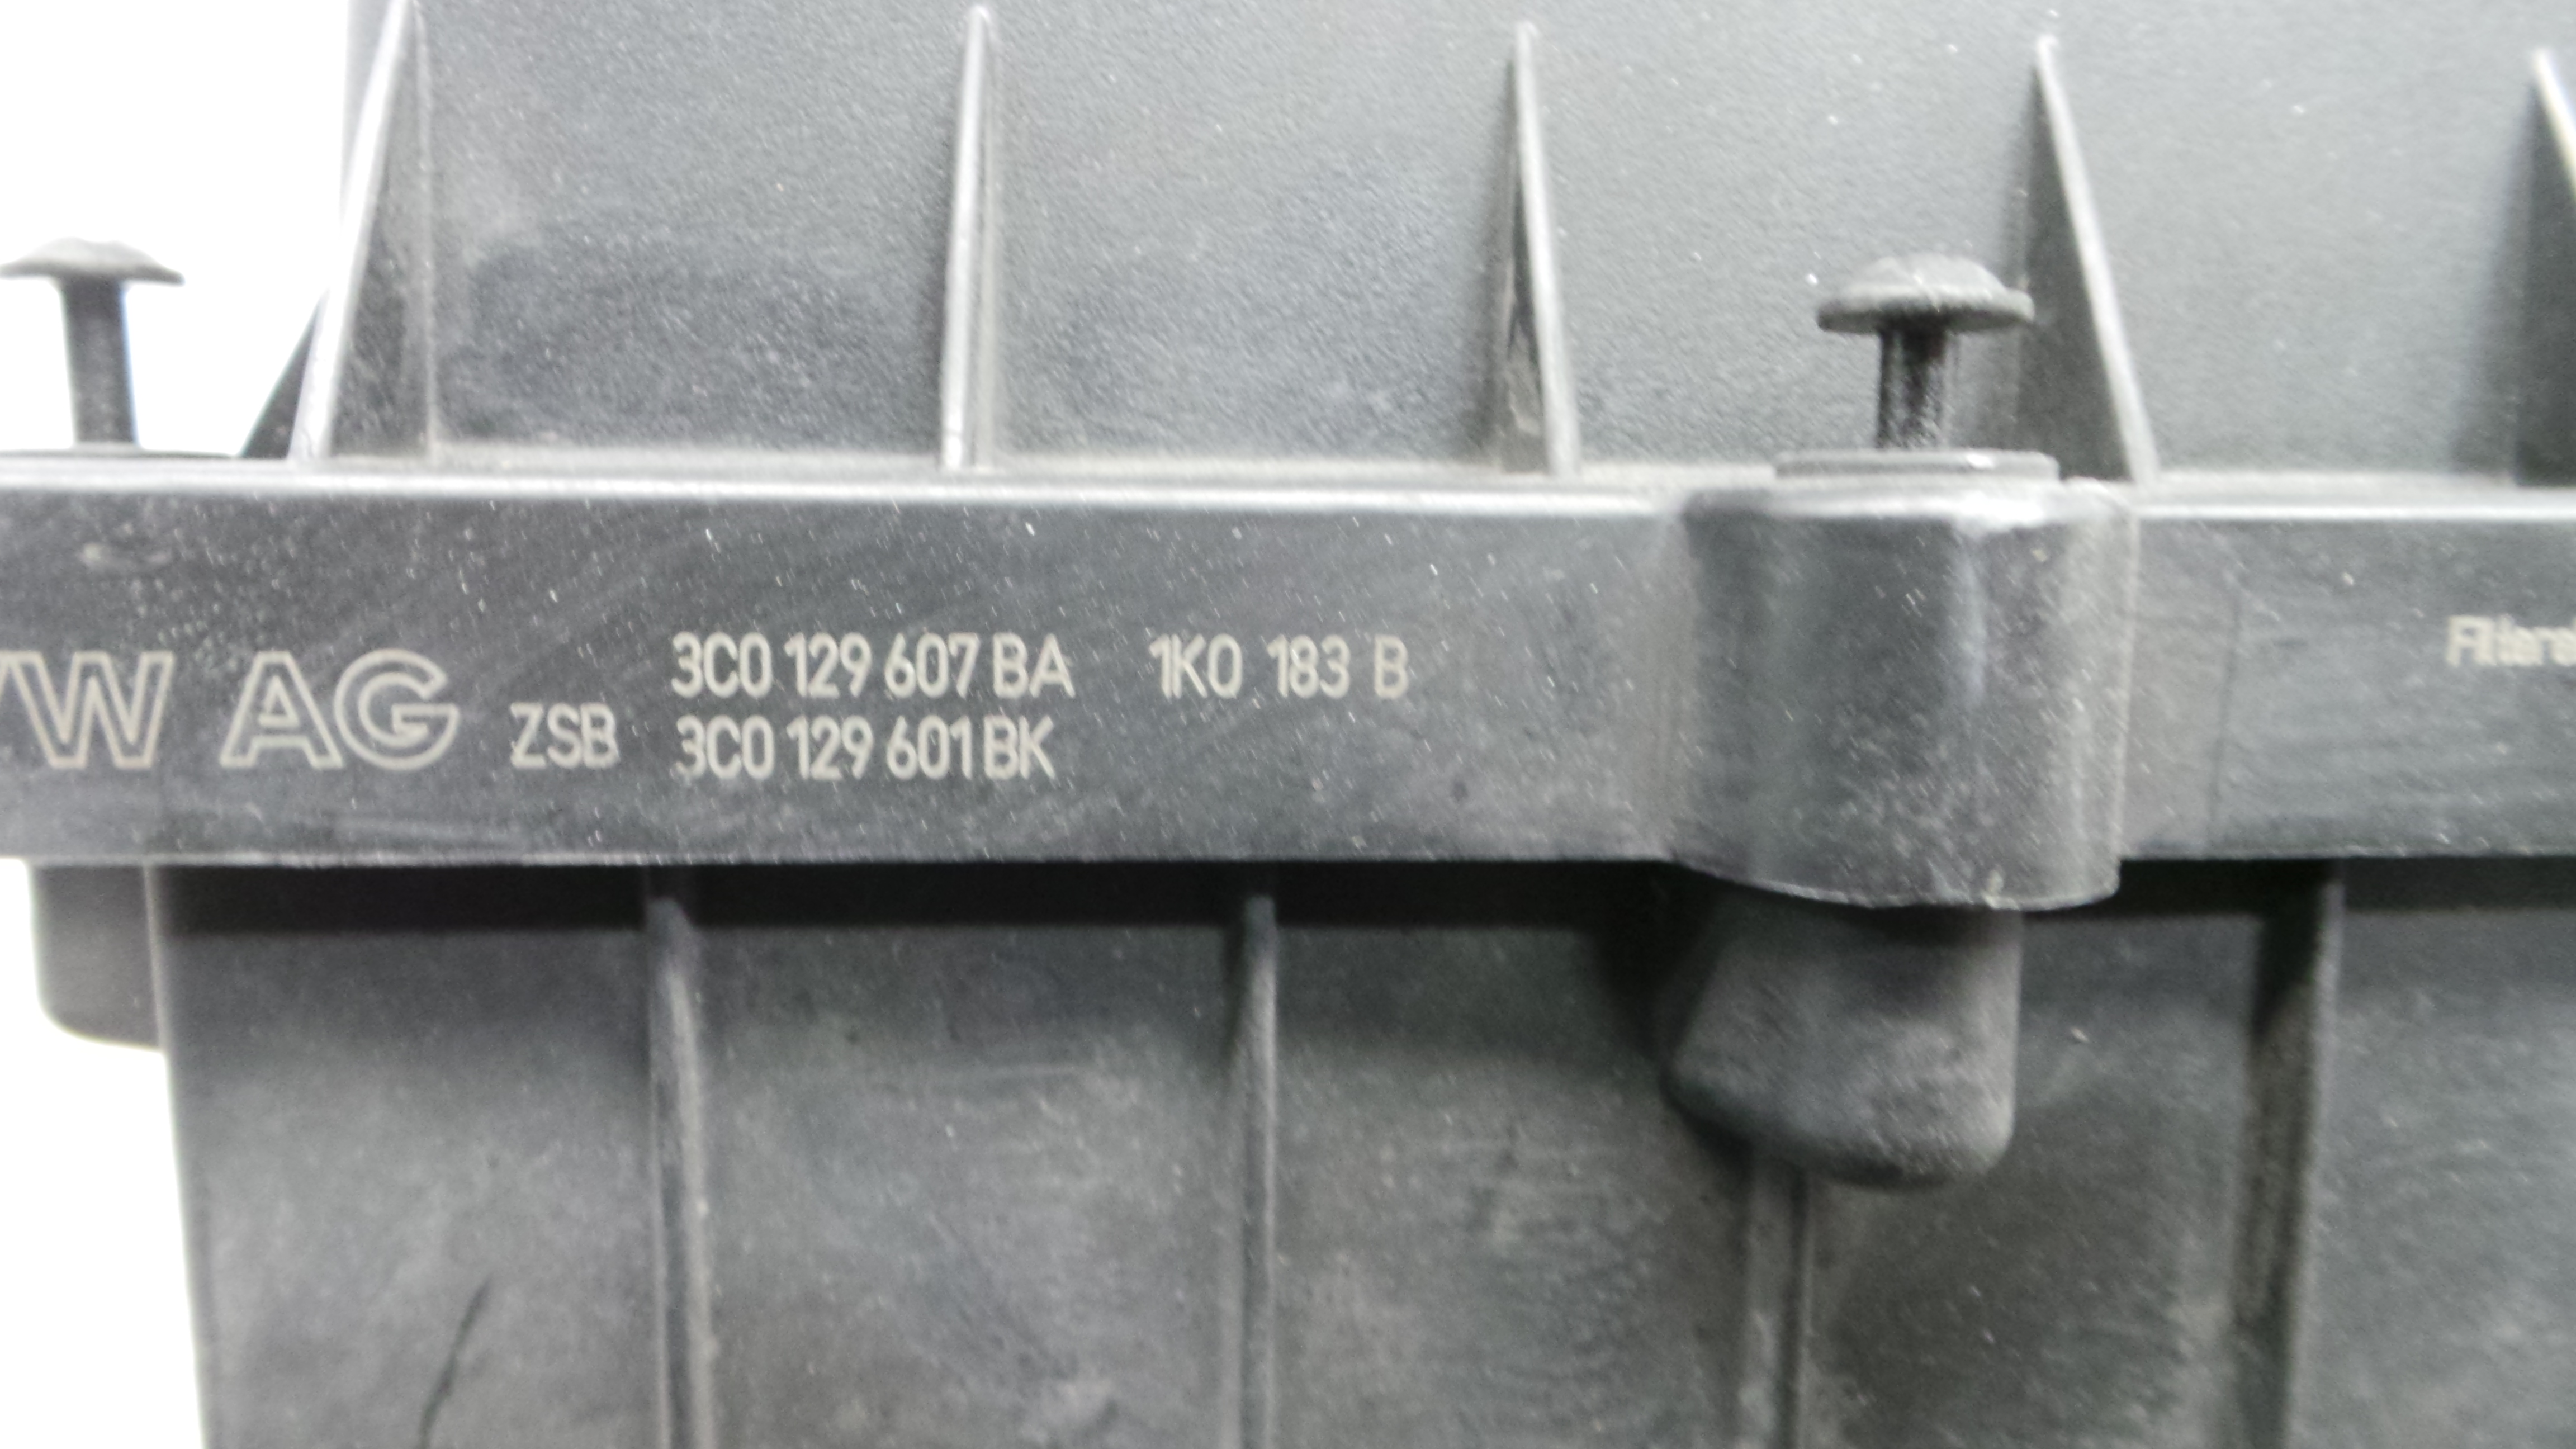 VW AG ZSB 3C0 129 607 BA 1K0 183 B
3C0 129 601 BK